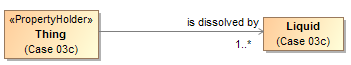 «PropertyHolder»
Thing
(Case 03c)
is dissolved by
1..*
Liquid
(Case 03c)